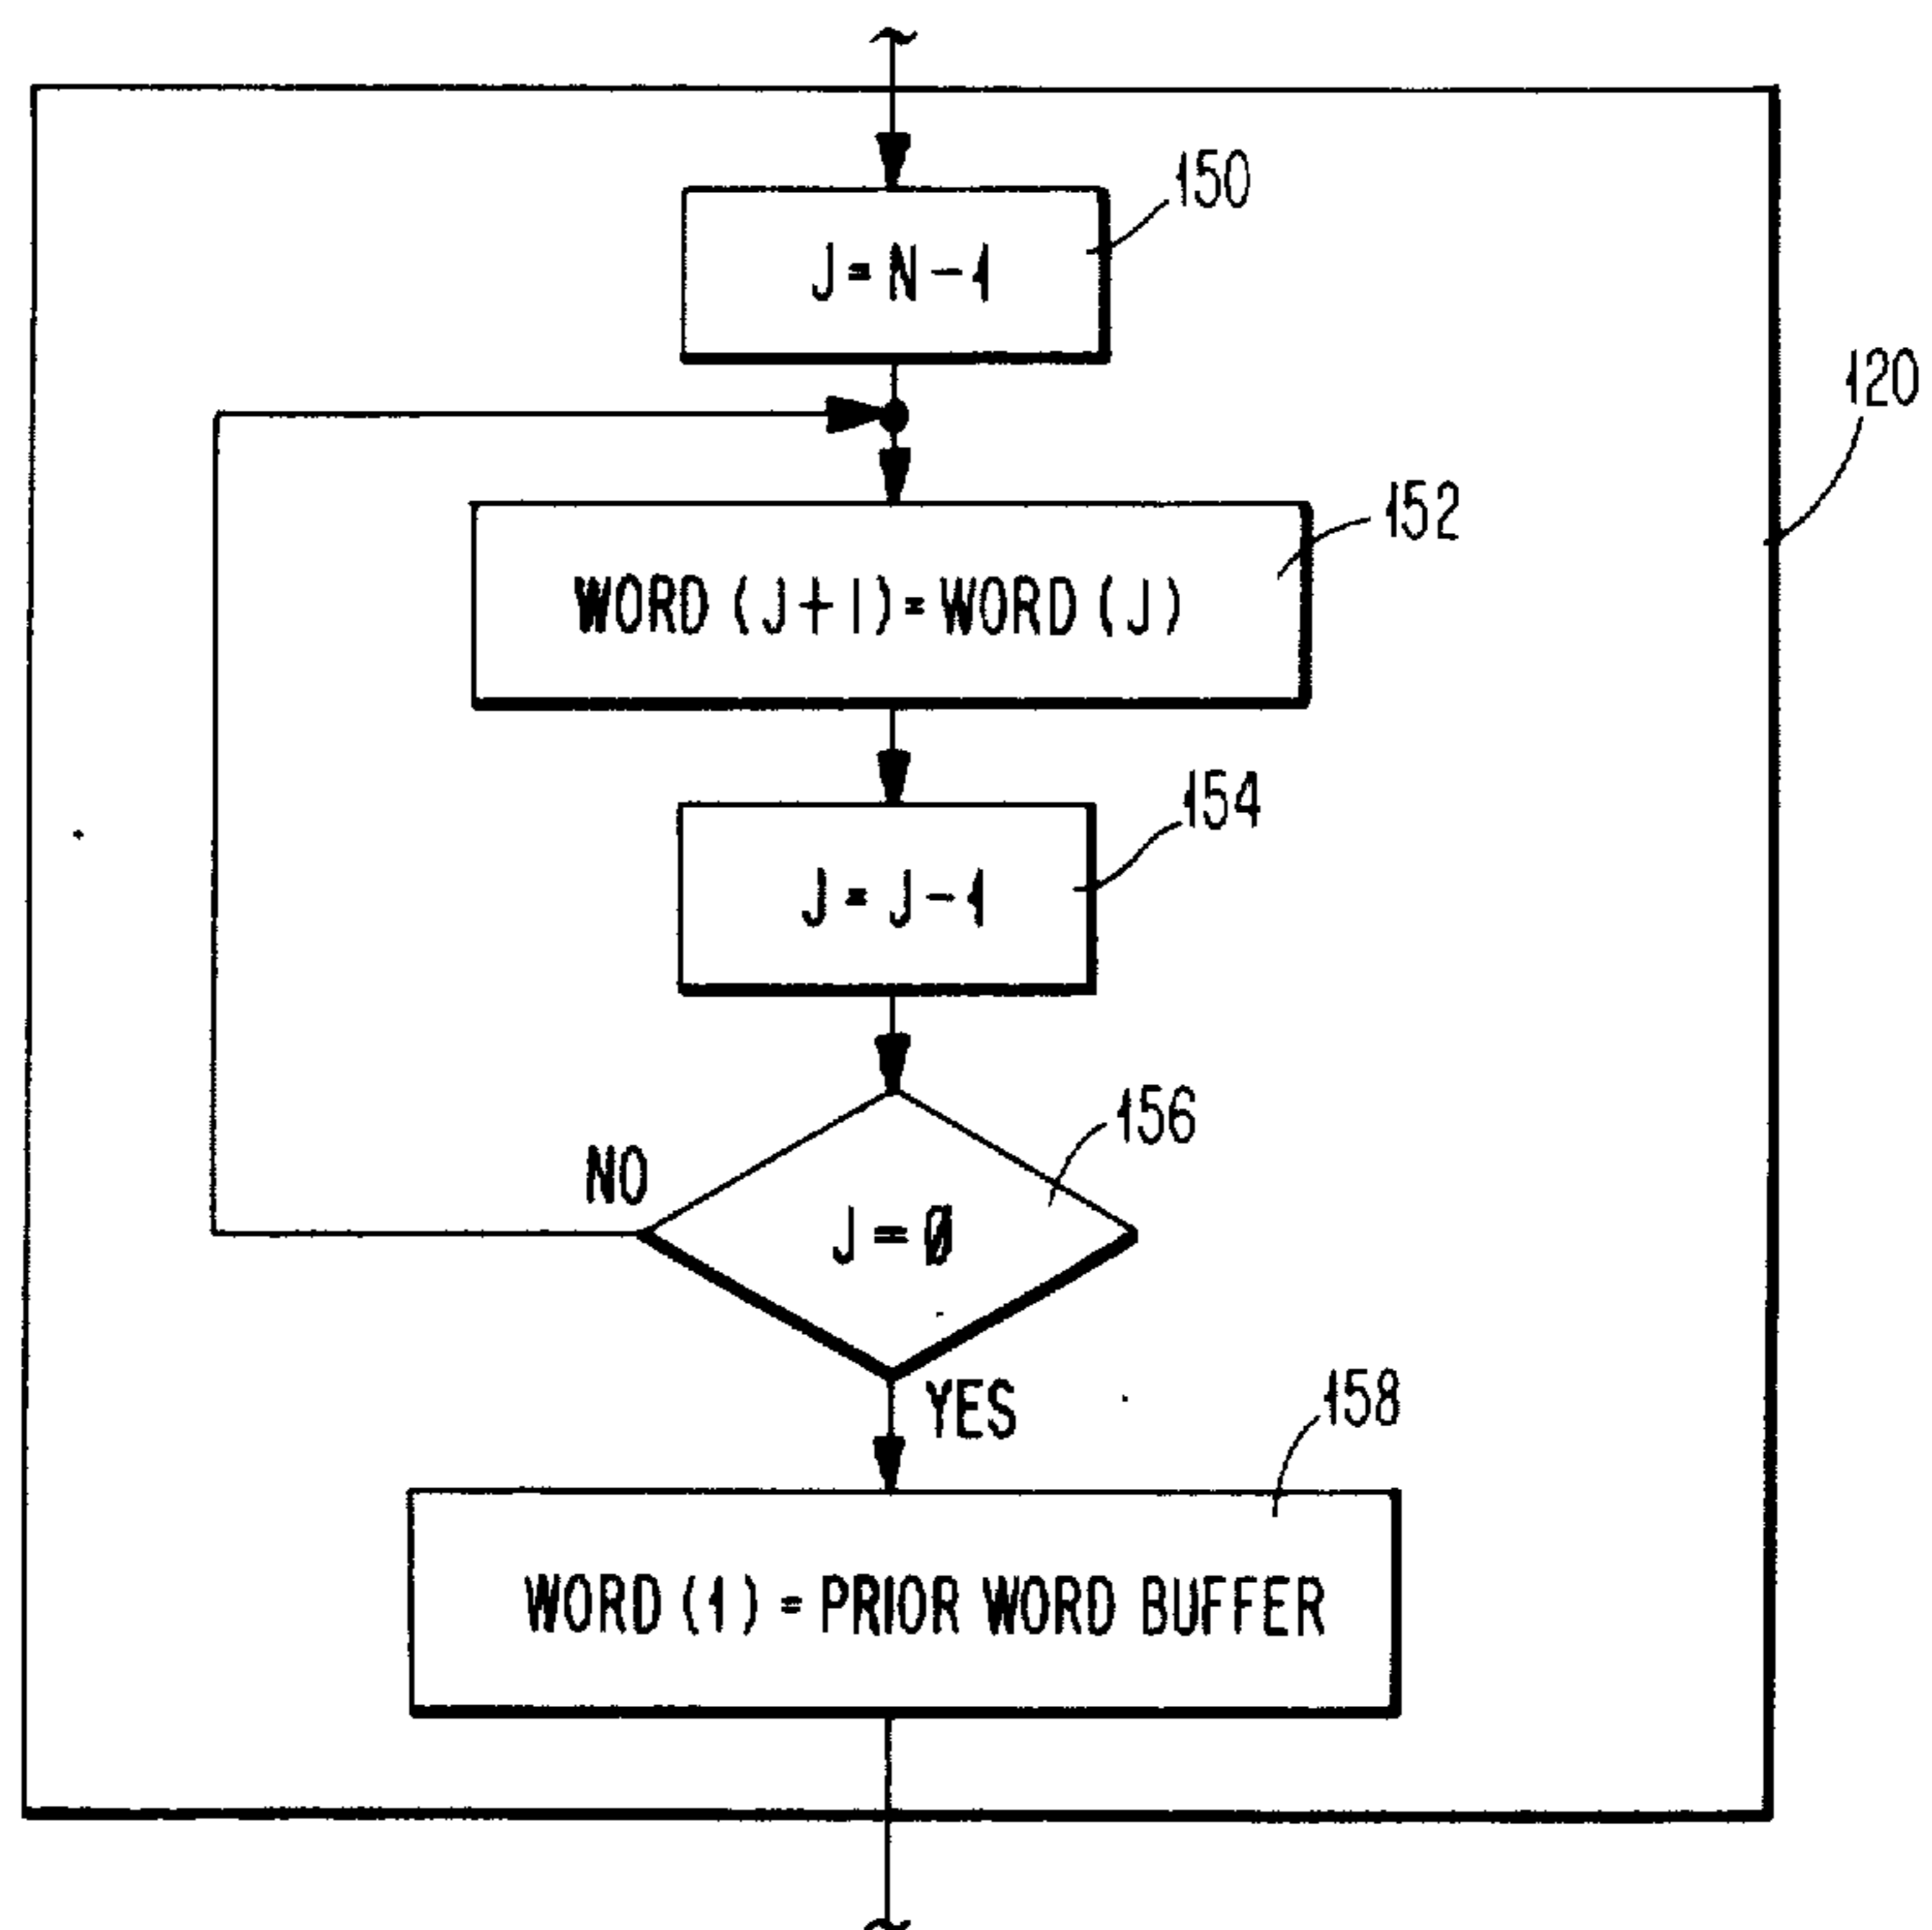 150
J=N-1
120
152
WORD (J+1)=WORD (J)
154
J=J-1
156
NO
J=Ø
YES
158
WORD (1) = PRIOR WORD BUFFER